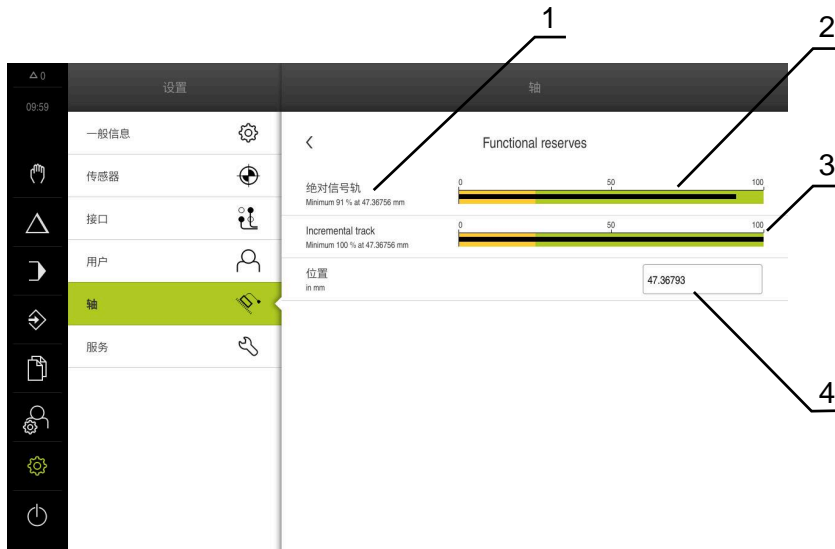 1
2
△ 0
设置
轴
09:59
一般信息
Functional reserves
传感器
绝对信号轨
Minimum 91 % at 47.36756 mm
0 50 100
3
接口
Incremental track
Minimum 100 % at 47.36756 mm
0 50 100
用户
位置
in mm
47.36793
轴
服务
4